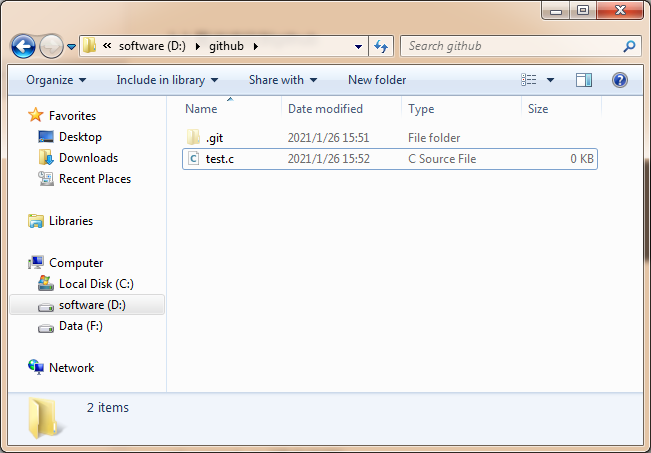 « software (D:) ▸ github ▸
Search github
Organize Include in library Share with New folder
Name Date modified Type Size
.git 2021/1/26 15:51 File folder
test.c 2021/1/26 15:52 C Source File 0 KB
Favorites
Desktop
Downloads
Recent Places
Libraries
Computer
Local Disk (C:)
software (D:)
Data (F:)
Network
2 items